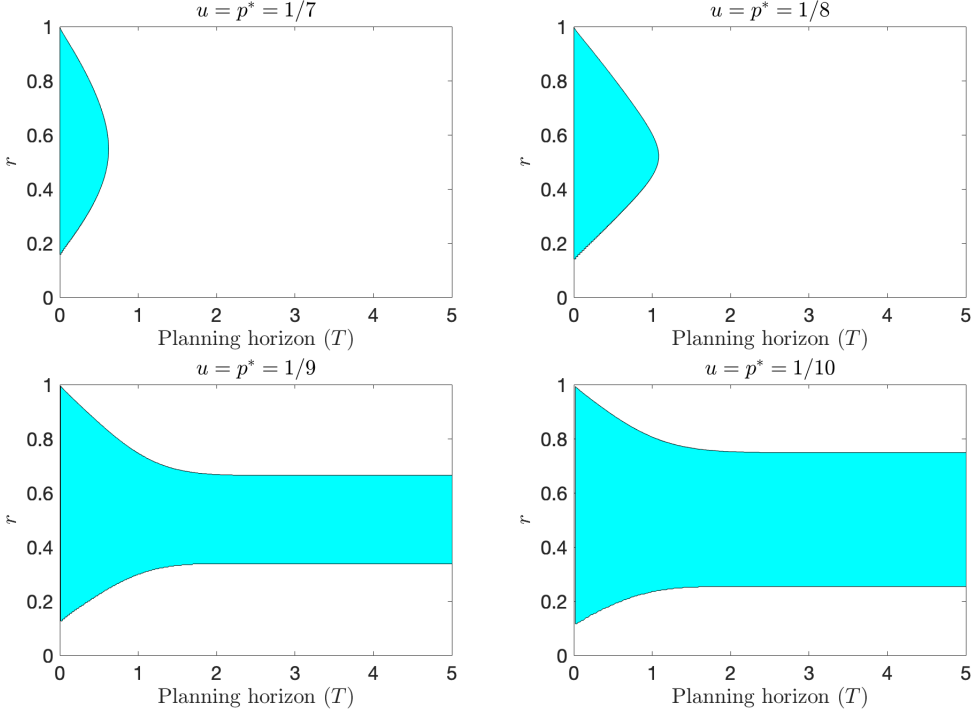 u = p* = 1/7
1
0.8
0.6
0.4
0.2
0
r
0 1 2 3 4 5
Planning horizon (T)
u = p* = 1/8
1
0.8
0.6
0.4
0.2
0
r
0 1 2 3 4 5
Planning horizon (T)
u = p* = 1/9
1
0.8
0.6
0.4
0.2
0
r
0 1 2 3 4 5
Planning horizon (T)
u = p* = 1/10
1
0.8
0.6
0.4
0.2
0
r
0 1 2 3 4 5
Planning horizon (T)